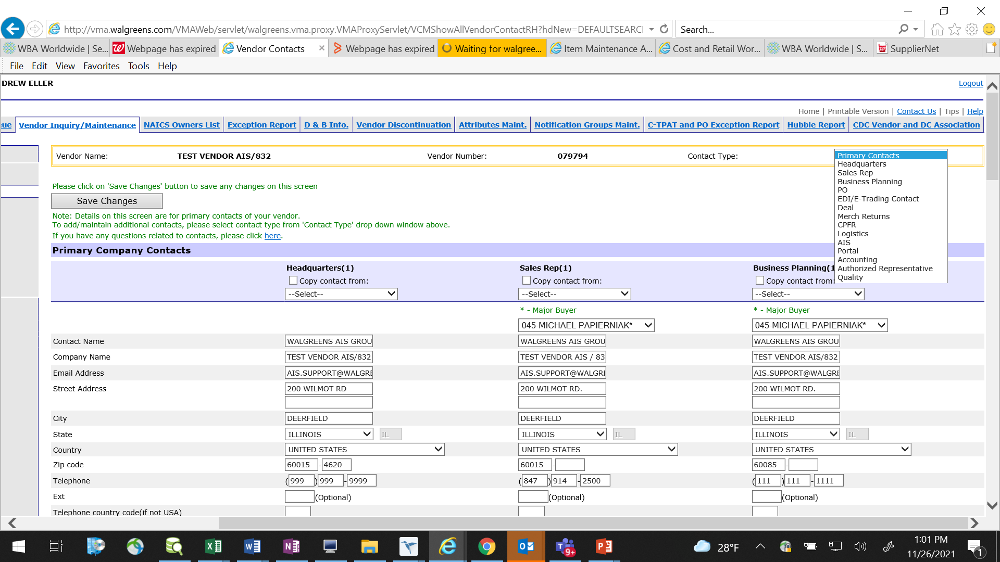 http://vma.walgreens.com/VMAWeb/servlet/walgreens.vma.proxy.VMAProxyServlet/VCMShowAllVendorContactRH?hdNew=DEFAULTSEARCH
Search...
WBA Worldwide | Se...
Webpage has expired
Vendor Contacts
Webpage has expired
Waiting for walgree...
Item Maintenance A...
Cost and Retail Wor...
WBA Worldwide | S...
SupplierNet
File Edit View Favorites Tools Help
DREW ELLER
Logout
Home | Printable Version | Contact Us | Tips | Help
eue
Vendor Inquiry/Maintenance
NAICS Owners List
Exception Report
D & B Info.
Vendor Discontinuation
Attributes Maint.
Notification Groups Maint.
C-TPAT and PO Exception Report
Hubble Report
CDC Vendor and DC Association
Vendor Name: TEST VENDOR AIS/832 Vendor Number: 079794 Contact Type:
Primary Contacts
Headquarters
Sales Rep
Business Planning
PO
EDI/E-Trading Contact
Deal
Merch Returns
CPFR
Logistics
AIS
Portal
Accounting
Authorized Representative
Quality
Please click on 'Save Changes' button to save any changes on this screen
Save Changes
Note: Details on this screen are for primary contacts of your vendor.
To add/maintain additional contacts, please select contact type from 'Contact Type' drop down window above.
If you have any questions related to contacts, please click here.
Primary Company Contacts
Headquarters(1) Sales Rep(1) Business Planning(1
Copy contact from: Copy contact from: Copy contact from:
--Select-- --Select-- --Select--
* - Major Buyer * - Major Buyer
045-MICHAEL PAPIERNIAK* 045-MICHAEL PAPIERNIAK*
Contact Name WALGREENS AIS GROU WALGREENS AIS GROU WALGREENS AIS GROU
Company Name TEST VENDOR AIS/832 TEST VENDOR AIS / 83 TEST VENDOR AIS/832
Email Address AIS.SUPPORT@WALGRE AIS.SUPPORT@WALGRE AIS.SUPPORT@WALGRE
Street Address 200 WILMOT RD 200 WILMOT RD. 200 WILMOT RD.
City DEERFIELD DEERFIELD DEERFIELD
State ILLINOIS IL ILLINOIS IL ILLINOIS IL
Country UNITED STATES UNITED STATES UNITED STATES
Zip code 60015 - 4620 60015 - 60085 -
Telephone (999)999-9999 (847)914-2500 (111)111-1111
Ext (Optional) (Optional) (Optional)
Telephone country code(if not USA)
9+
28°F
1:01 PM
11/26/2021
1